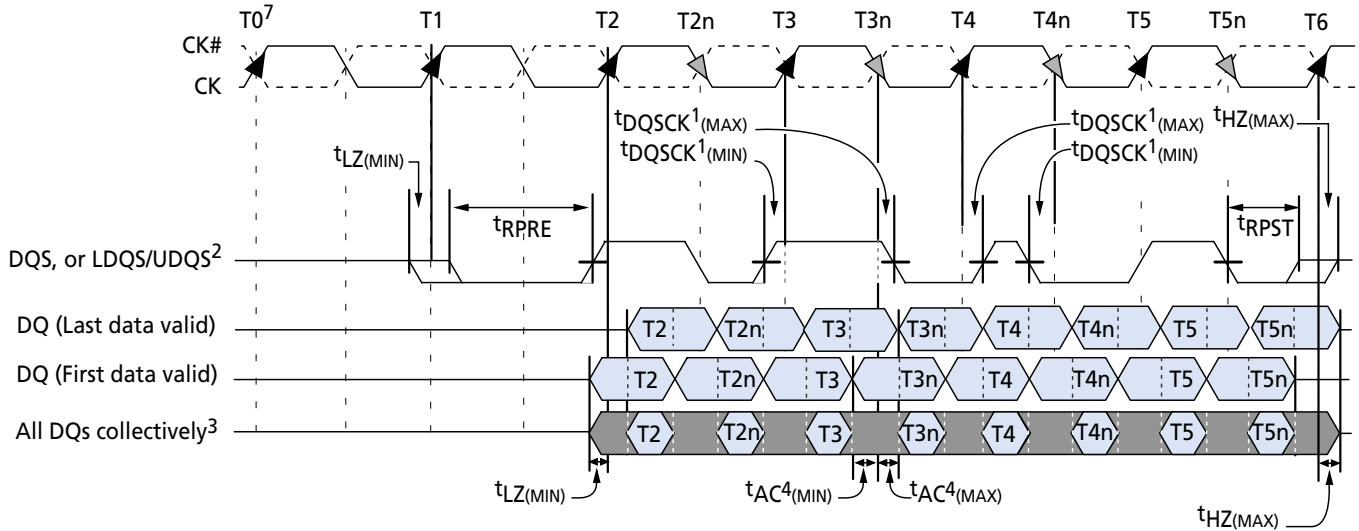 T0⁷ T1 T2 T2n T3 T3n T4 T4n T5 T5n T6
CK#
CK
tDQSCK¹(MAX) tDQSCK¹(MAX) tHZ(MAX)
tLZ(MIN) tDQSCK¹(MIN) tDQSCK¹(MIN)
tRPRE tRPST
DQS, or LDQS/UDQS²
DQ (Last data valid) T2 T2n T3 T3n T4 T4n T5 T5n
DQ (First data valid) T2 T2n T3 T3n T4 T4n T5 T5n
All DQs collectively³ T2 T2n T3 T3n T4 T4n T5 T5n
tLZ(MIN) tAC⁴(MIN) tAC⁴(MAX)
tHZ(MAX)